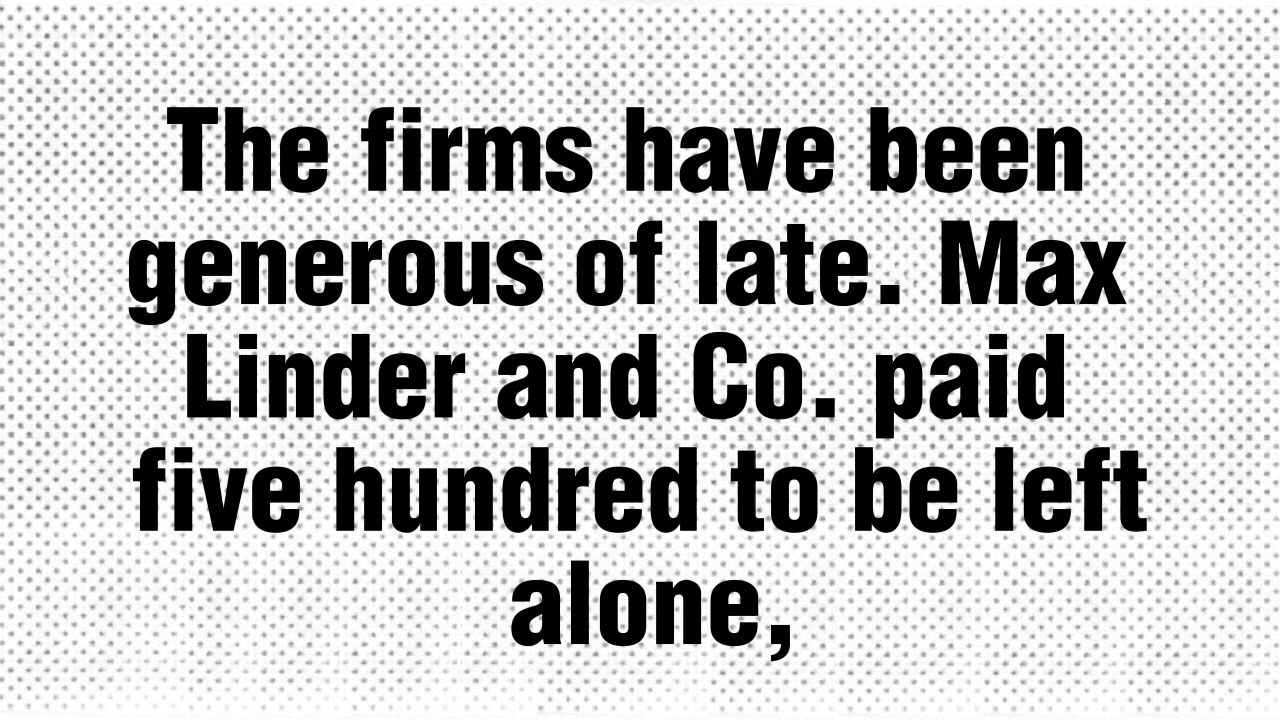 The firms have been
generous of late. Max
Linder and Co. paid
five hundred to be left
alone,